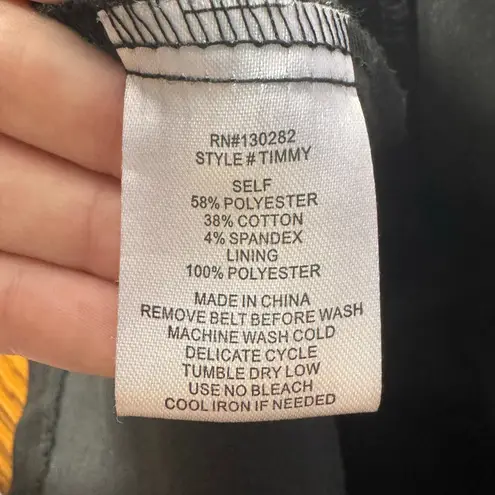 RN#130282
STYLE # TIMMY
SELF
58% POLYESTER
38% COTTON
4% SPANDEX
LINING
100% POLYESTER
MADE IN CHINA
REMOVE BELT BEFORE WASH
MACHINE WASH COLD
DELICATE CYCLE
TUMBLE DRY LOW
USE NO BLEACH
COOL IRON IF NEEDED